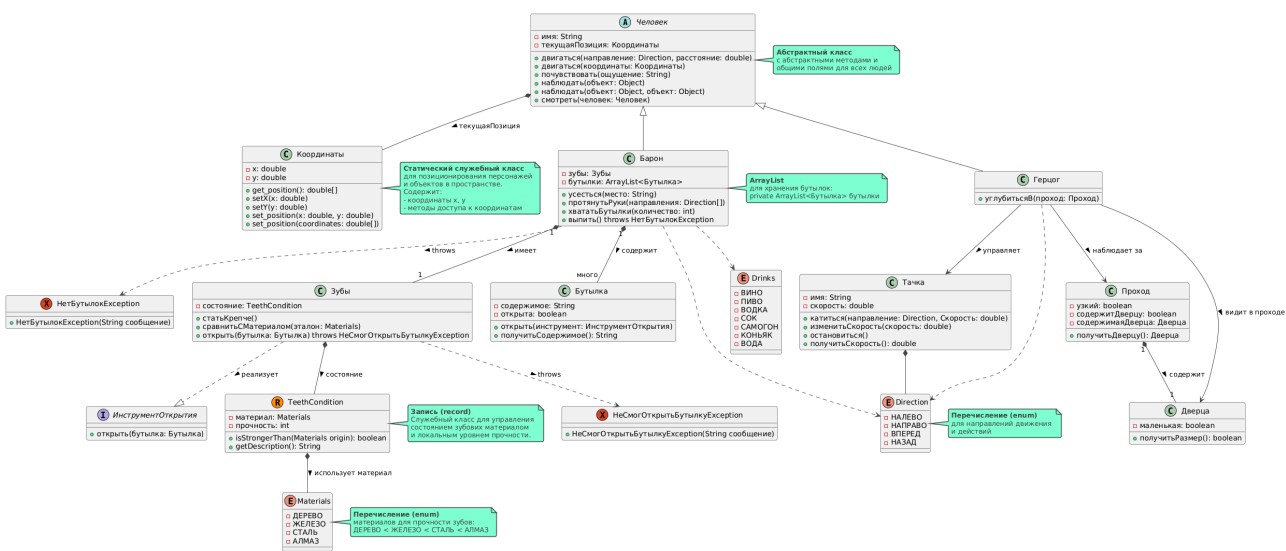 A Человек
имя: String
текущаяПозиция: Координаты
двигаться(направление: Direction, расстояние: double)
двигаться(координаты: Координаты)
почувствовать(ощущение: String)
наблюдать(объект: Object)
наблюдать(объект: Object, объект: Object)
смотреть(человек: Человек)
Абстрактный класс
с абстрактными методами и
общими полями для всех людей
текущаяПозиция
C Координаты
x: double
y: double
get_position(): double[]
setX(x: double)
setY(y: double)
set_position(x: double, y: double)
set_position(coordinates: double[])
Статический служебный класс
для позиционирования персонажей
и объектов в пространстве.
Содержит:
- координаты x, y
- методы доступа к координатам
C Барон
зубы: Зубы
бутылки: ArrayList<Бутылка>
усесться(место: String)
протянутьРуки(направления: Direction[])
хвататьБутылки(количество: int)
выпить() throws НетБутылокException
ArrayList
для хранения бутылок:
private ArrayList<Бутылка> бутылки
C Герцог
углубитьсяВ(проход: Проход)
throws
1
имеет
1
1
содержит
много
управляет
наблюдает за
видит в проходе
X НетБутылокException
НетБутылокException(String сообщение)
C Зубы
состояние: TeethCondition
статьКрепче()
сравнитьСМатериалом(эталон: Materials)
открыть(бутылка: Бутылка) throws НеСмогОткрытьБутылкуException
C Бутылка
содержимое: String
открыта: boolean
открыть(инструмент: ИнструментОткрытия)
получитьСодержимое(): String
E Drinks
ВИНО
ПИВО
ВОДКА
СОК
САМОГОН
КОНЬЯК
ВОДА
C Тачка
имя: String
скорость: double
катиться(направление: Direction, Скорость: double)
изменитьСкорость(скорость: double)
остановиться()
получитьСкорость(): double
C Проход
узкий: boolean
содержитДверцу: boolean
содержимаяДверца: Дверца
получитьДверцу(): Дверца
1
содержит
1
реализует
состояние
throws
I ИнструментОткрытия
открыть(бутылка: Бутылка)
R TeethCondition
материал: Materials
прочность: int
isStrongerThan(Materials origin): boolean
getDescription(): String
Запись (record)
Служебный класс для управления
состоянием зубових материалом
и локальным уровнем прочности.
X НеСмогОткрытьБутылкуException
НеСмогОткрытьБутылкуException(String сообщение)
E Direction
НАЛЕВО
НАПРАВО
ВПЕРЕД
НАЗАД
Перечисление (enum)
для направлений движения
и действий
C Дверца
маленькая: boolean
получитьРазмер(): boolean
использует материал
E Materials
ДЕРЕВО
ЖЕЛЕЗО
СТАЛЬ
АЛМАЗ
Перечисление (enum)
материалов для прочности зубов:
ДЕРЕВО < ЖЕЛЕЗО < СТАЛЬ < АЛМАЗ